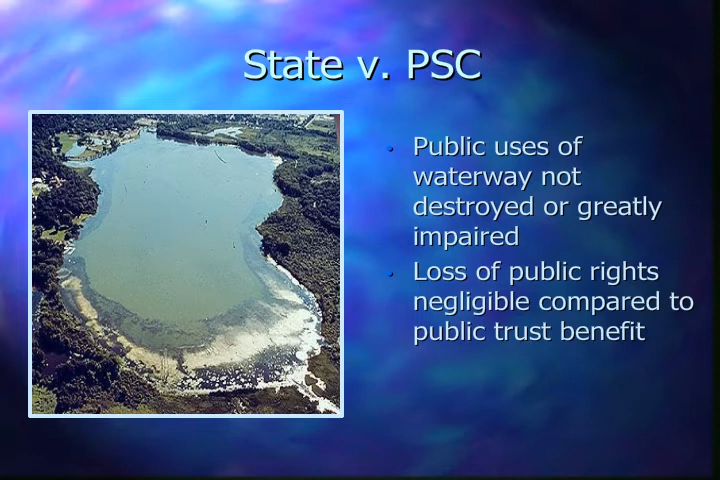 State v. PSC
• Public uses of
waterway not
destroyed or greatly
impaired
• Loss of public rights
negligible compared to
public trust benefit